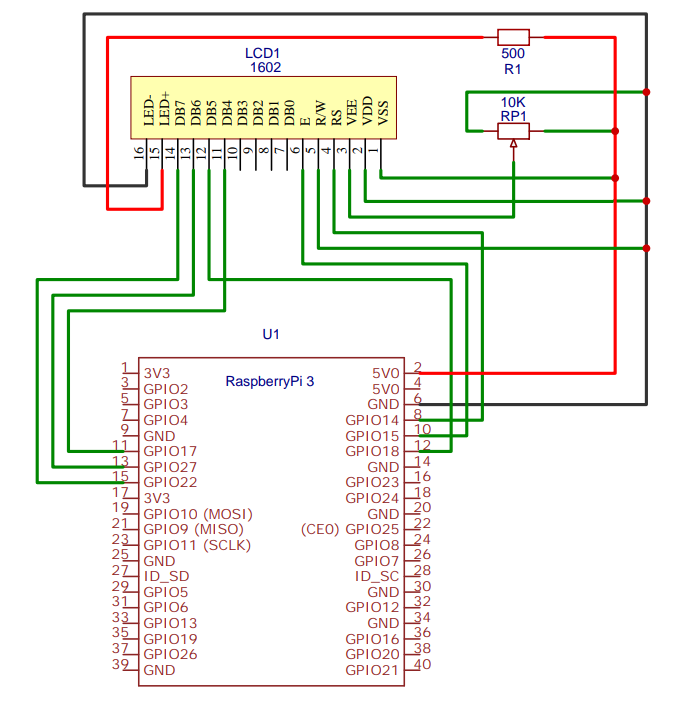 LCD1
1602
500
R1
10K
RP1
LED-
LED+
DB7
DB6
DB5
DB4
DB3
DB2
DB1
DB0
E
R/W
RS
VEE
VDD
VSS
16
15
14
13
12
11
10
9
8
7
6
5
4
3
2
1
U1
RaspberryPi 3
1 3V3 5V0 2
3 GPIO2 5V0 4
5 GPIO3 GND 6
7 GPIO4 GPIO14 8
9 GND GPIO15 10
11 GPIO17 GPIO18 12
13 GPIO27 GND 14
15 GPIO22 GPIO23 16
17 3V3 GPIO24 18
19 GPIO10 (MOSI) GND 20
21 GPIO9 (MISO) (CE0) GPIO25 22
23 GPIO11 (SCLK) GPIO8 24
25 GND GPIO7 26
27 ID_SD ID_SC 28
29 GPIO5 GND 30
31 GPIO6 GPIO12 32
33 GPIO13 GND 34
35 GPIO19 GPIO16 36
37 GPIO26 GPIO20 38
39 GND GPIO21 40